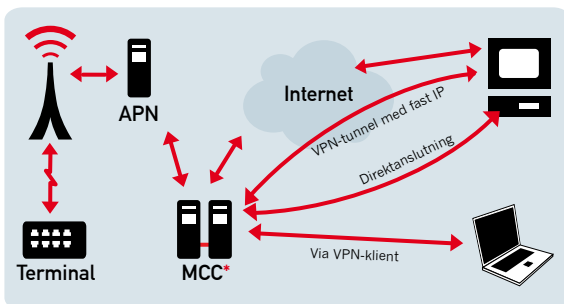 APN
Internet
VPN-tunnel med fast IP
Direktanslutning
Terminal
MCC*
Via VPN-klient